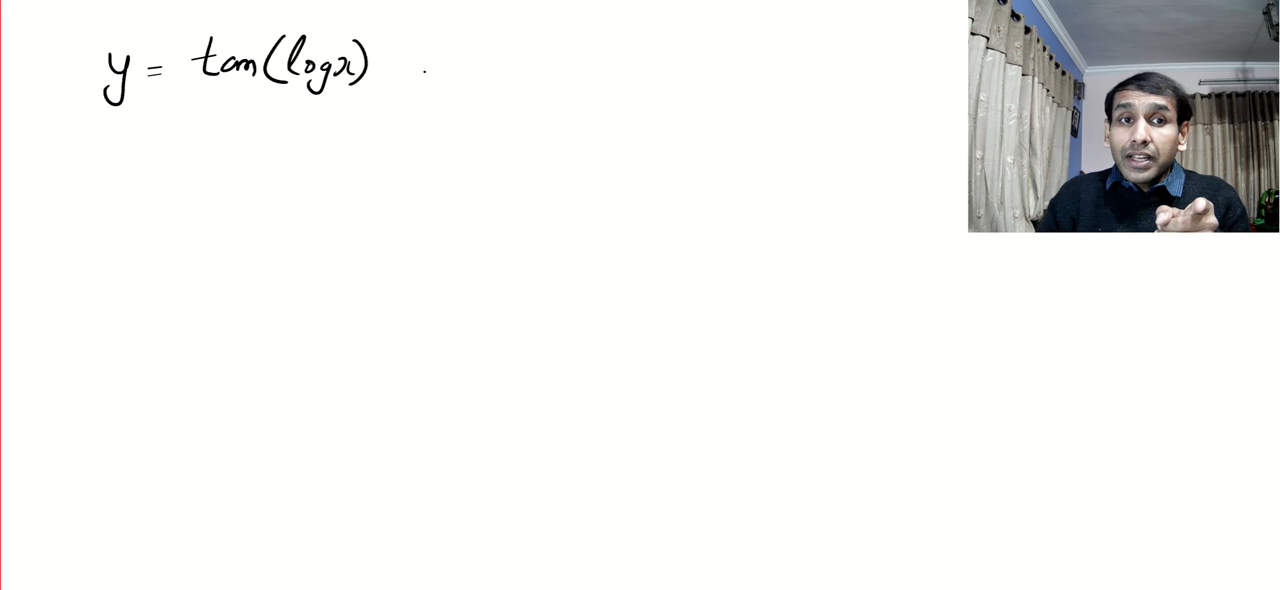 y = tan(logx)